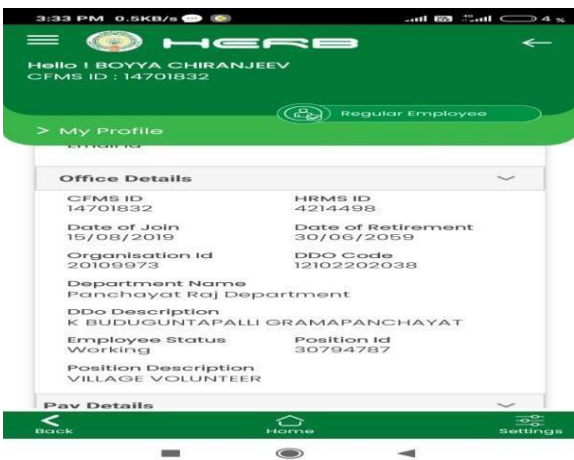 3:33 PM 0.5KB/s 4 %
HERB
Hello ! BOYYA CHIRANJEEV
CFMS ID : 14701832
Regular Employee
> My Profile
Office Details
CFMS ID HRMS ID
14701832 4214498
Date of Join Date of Retirement
15/08/2019 30/06/2059
Organisation Id DDO Code
20109973 12102202038
Department Name
Panchayat Raj Department
DDo Description
K BUDUGUNTAPALLI GRAMAPANCHAYAT
Employee Status Position Id
Working 30794787
Position Description
VILLAGE VOLUNTEER
Pay Details
Back Home Settings